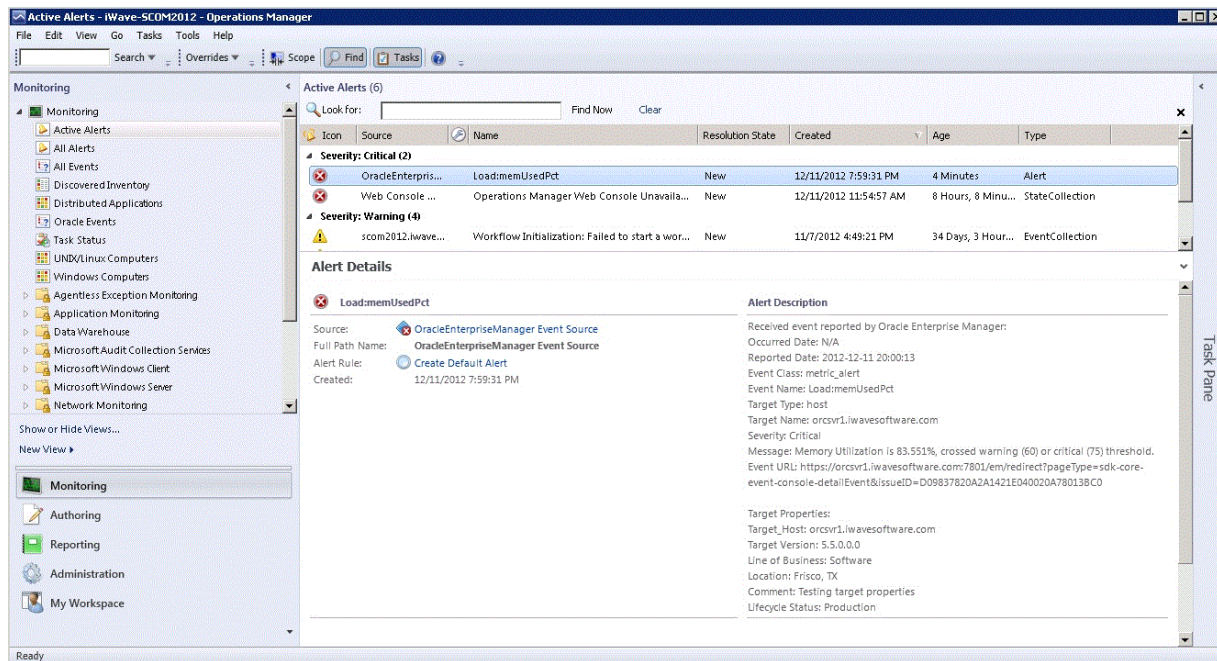 Active Alerts - iWave-SCOM2012 - Operations Manager
File Edit View Go Tasks Tools Help
Search Overrides Scope Find Tasks
Monitoring
Monitoring
Active Alerts
All Alerts
All Events
Discovered Inventory
Distributed Applications
Oracle Events
Task Status
UNIX/Linux Computers
Windows Computers
Agentless Exception Monitoring
Application Monitoring
Data Warehouse
Microsoft Audit Collection Services
Microsoft Windows Client
Microsoft Windows Server
Network Monitoring
Show or Hide Views...
New View
Monitoring
Authoring
Reporting
Administration
My Workspace
Active Alerts (6)
Look for: Find Now Clear
Icon Source Name Resolution State Created Age Type
Severity: Critical (2)
OracleEnterpris... Load:memUsedPct New 12/11/2012 7:59:31 PM 4 Minutes Alert
Web Console ... Operations Manager Web Console Unavaila... New 12/11/2012 11:54:57 AM 8 Hours, 8 Minu... StateCollection
Severity: Warning (4)
scom2012.iwave... Workflow Initialization: Failed to start a wor... New 11/7/2012 4:49:21 PM 34 Days, 3 Hour... EventCollection
Alert Details
Load:memUsedPct
Source: OracleEnterpriseManager Event Source
Full Path Name: OracleEnterpriseManager Event Source
Alert Rule: Create Default Alert
Created: 12/11/2012 7:59:31 PM
Alert Description
Received event reported by Oracle Enterprise Manager:
Occurred Date: N/A
Reported Date: 2012-12-11 20:00:13
Event Class: metric_alert
Event Name: Load:memUsedPct
Target Type: host
Target Name: orcsvr1.iwavesoftware.com
Severity: Critical
Message: Memory Utilization is 83.551%, crossed warning (60) or critical (75) threshold.
Event URL: https://orcsvr1.iwavesoftware.com:7801/em/redirect?pageType=sdk-core-
event-console-detailEvent&issueID=D09837820A2A1421E040020A78013BC0
Target Properties:
Target_Host: orcsvr1.iwavesoftware.com
Target Version: 5.5.0.0.0
Line of Business: Software
Location: Frisco, TX
Comment: Testing target properties
Lifecycle Status: Production
Task Pane
Ready